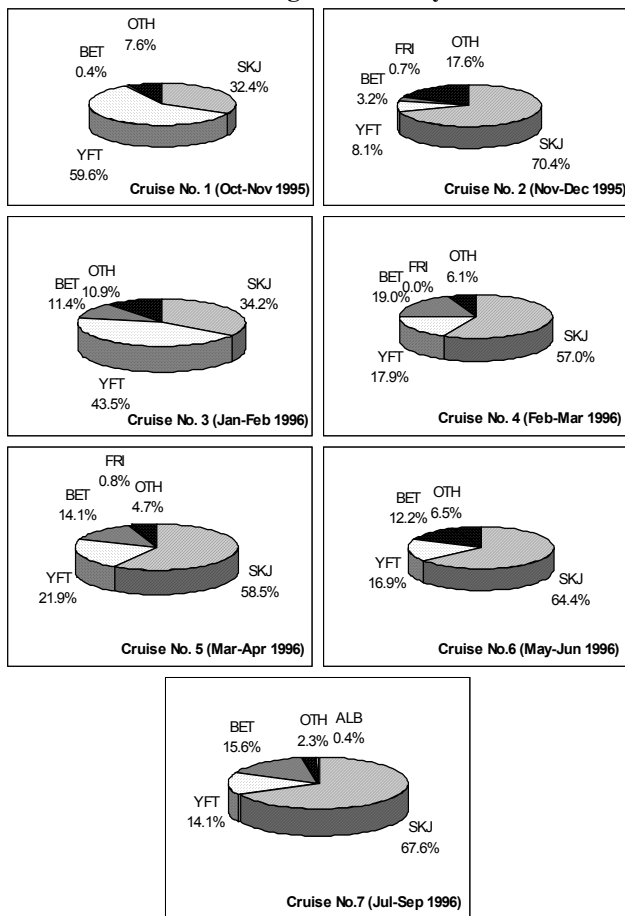 OTH
7.6%
BET
0.4%
SKJ
32.4%
YFT
59.6%
Cruise No. 1 (Oct-Nov 1995)
FRI
0.7%
OTH
17.6%
BET
3.2%
YFT
8.1%
SKJ
70.4%
Cruise No. 2 (Nov-Dec 1995)
BET
11.4%
OTH
10.9%
SKJ
34.2%
YFT
43.5%
Cruise No. 3 (Jan-Feb 1996)
BET
19.0%
FRI
0.0%
OTH
6.1%
YFT
17.9%
SKJ
57.0%
Cruise No. 4 (Feb-Mar 1996)
FRI
0.8%
BET
14.1%
OTH
4.7%
YFT
21.9%
SKJ
58.5%
Cruise No. 5 (Mar-Apr 1996)
BET
12.2%
OTH
6.5%
YFT
16.9%
SKJ
64.4%
Cruise No.6 (May-Jun 1996)
BET
15.6%
OTH
2.3%
ALB
0.4%
YFT
14.1%
SKJ
67.6%
Cruise No.7 (Jul-Sep 1996)